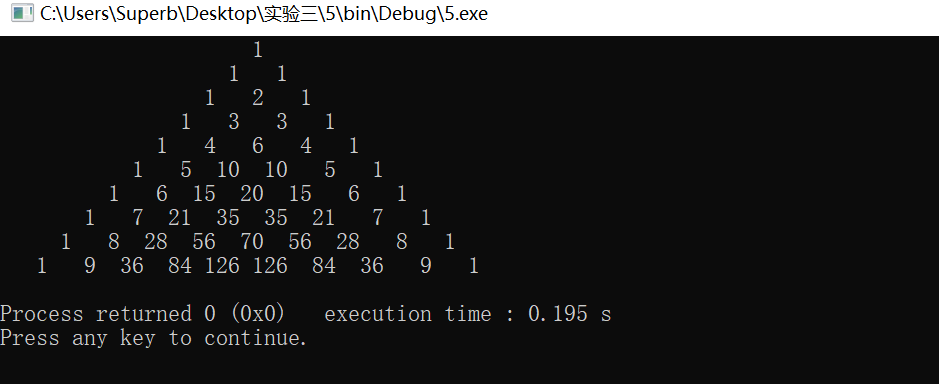 C:\Users\Superb\Desktop\实验三\5\bin\Debug\5.exe
                     1
                   1   1
                 1   2   1
               1   3   3   1
             1   4   6   4   1
           1   5  10  10   5   1
         1   6  15  20  15   6   1
       1   7  21  35  35  21   7   1
     1   8  28  56  70  56  28   8   1
   1   9  36  84 126 126  84  36   9   1
Process returned 0 (0x0)   execution time : 0.195 s
Press any key to continue.